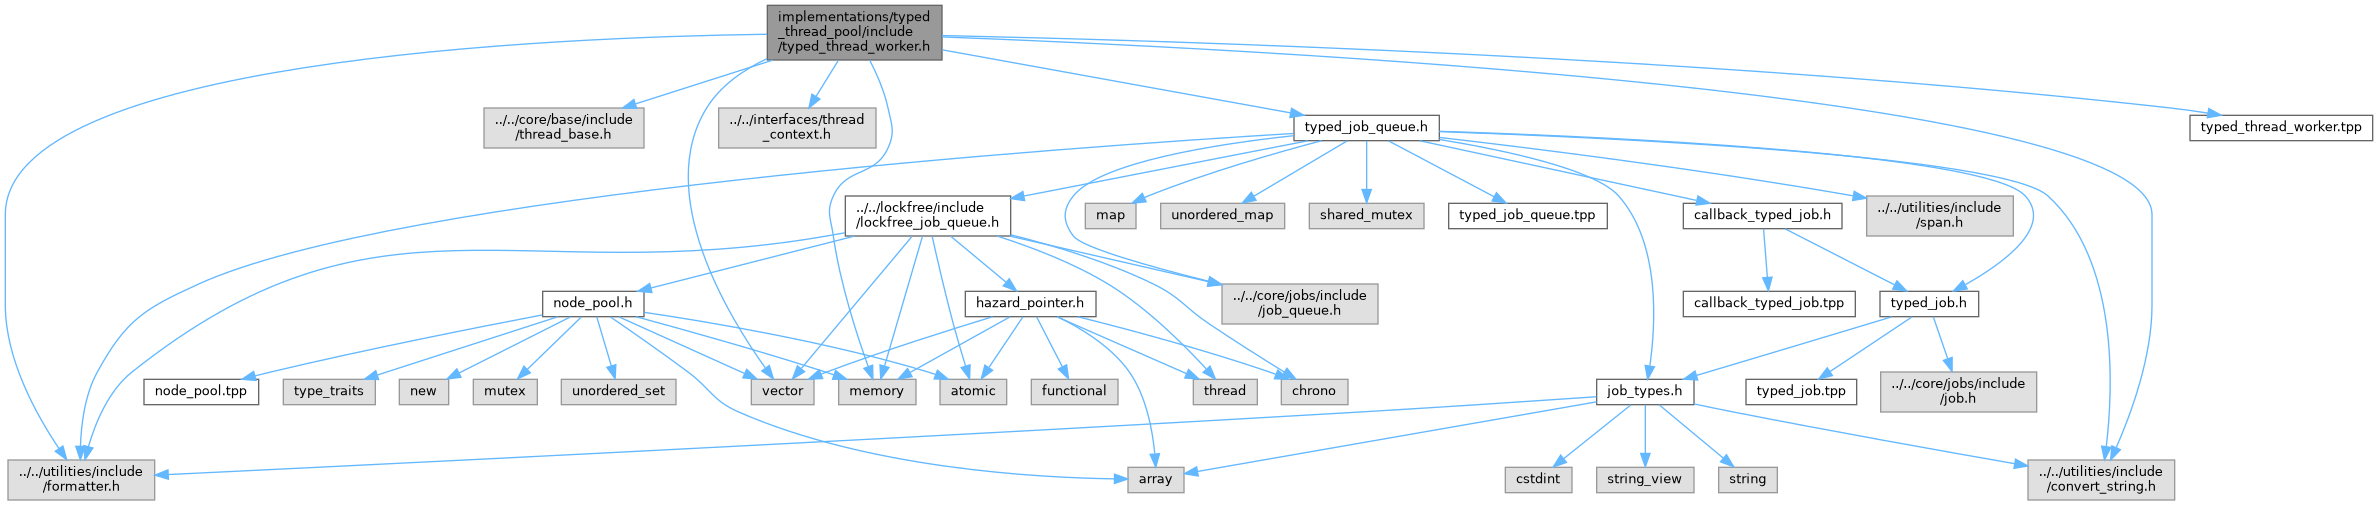 implementations/typed
_thread_pool/include
/typed_thread_worker.h
../../core/base/include
/thread_base.h
../../interfaces/thread
_context.h
typed_job_queue.h
typed_thread_worker.tpp
../../lockfree/include
/lockfree_job_queue.h
map
unordered_map
shared_mutex
typed_job_queue.tpp
callback_typed_job.h
../../utilities/include
/span.h
node_pool.h
hazard_pointer.h
../../core/jobs/include
/job_queue.h
callback_typed_job.tpp
typed_job.h
node_pool.tpp
type_traits
new
mutex
unordered_set
vector
memory
atomic
functional
thread
chrono
job_types.h
typed_job.tpp
../../core/jobs/include
/job.h
../../utilities/include
/formatter.h
array
cstdint
string_view
string
../../utilities/include
/convert_string.h